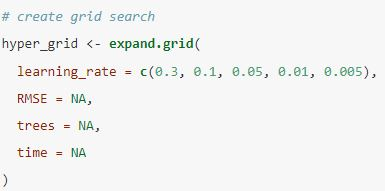 # create grid search
hyper_grid <- expand.grid(
  learning_rate = c(0.3, 0.1, 0.05, 0.01, 0.005),
  RMSE = NA,
  trees = NA,
  time = NA
)